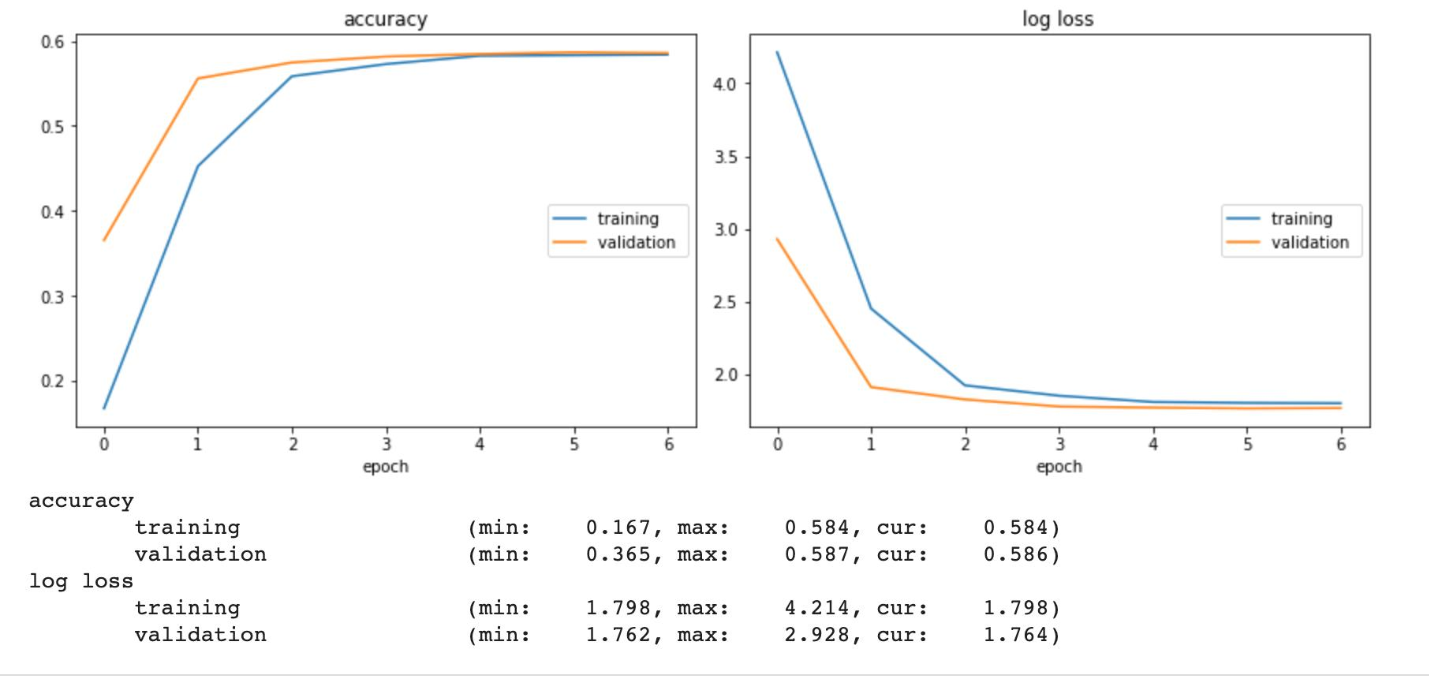 accuracy
0.6
0.5
0.4
0.3
0.2
training
validation
0 1 2 3 4 5 6
epoch
log loss
4.0
3.5
3.0
2.5
2.0
training
validation
0 1 2 3 4 5 6
epoch
accuracy
training (min: 0.167, max: 0.584, cur: 0.584)
validation (min: 0.365, max: 0.587, cur: 0.586)
log loss
training (min: 1.798, max: 4.214, cur: 1.798)
validation (min: 1.762, max: 2.928, cur: 1.764)